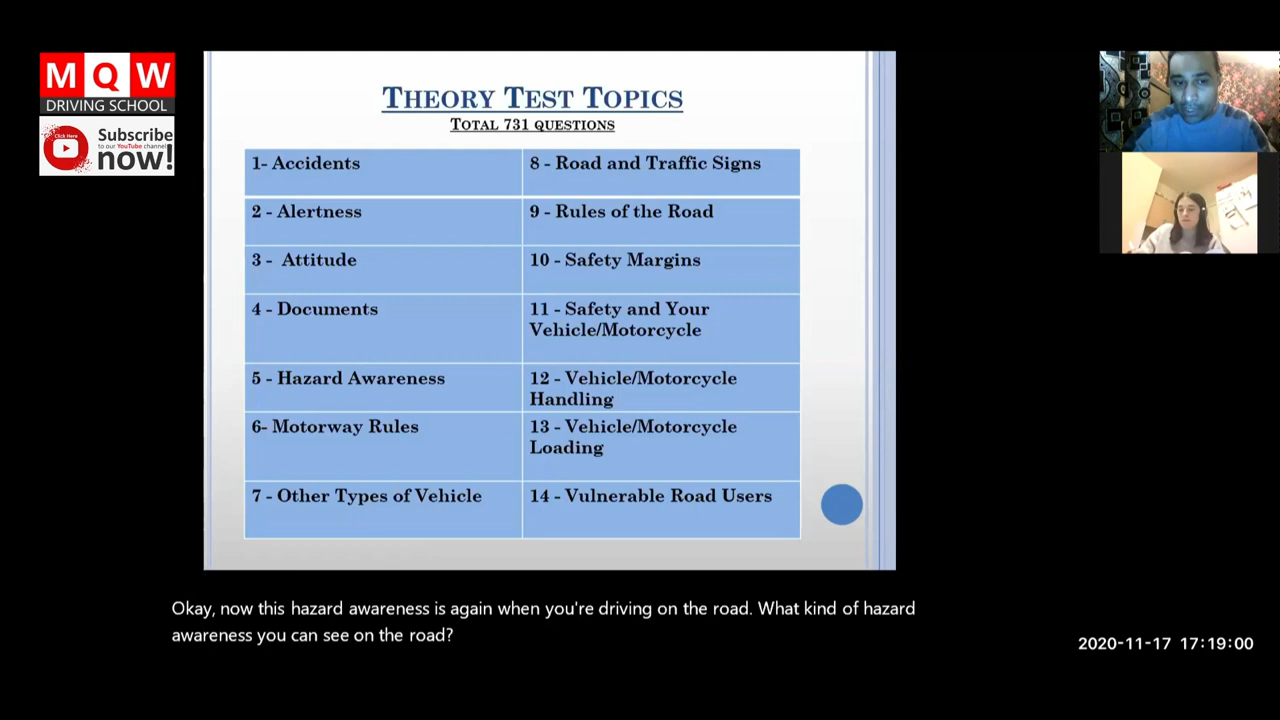 M Q W
DRIVING SCHOOL
Click Here
Subscribe
to our YouTube channel
now!
THEORY TEST TOPICS
TOTAL 731 QUESTIONS
1- Accidents
8 - Road and Traffic Signs
2 - Alertness
9 - Rules of the Road
3 - Attitude
10 - Safety Margins
4 - Documents
11 - Safety and Your
Vehicle/Motorcycle
5 - Hazard Awareness
12 - Vehicle/Motorcycle
Handling
6- Motorway Rules
13 - Vehicle/Motorcycle
Loading
7 - Other Types of Vehicle
14 - Vulnerable Road Users
Okay, now this hazard awareness is again when you're driving on the road. What kind of hazard
awareness you can see on the road?
2020-11-17 17:19:00